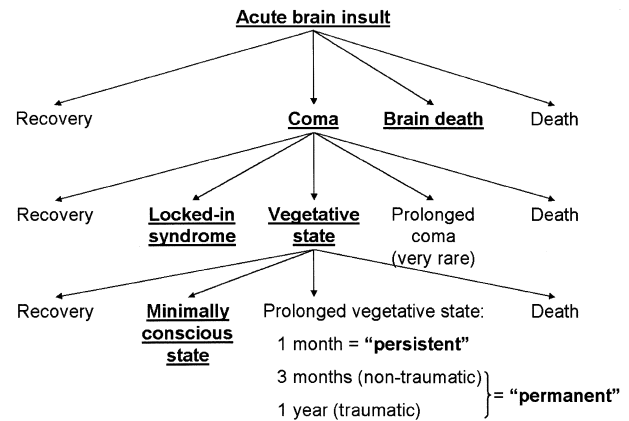 Acute brain insult
Recovery Coma Brain death Death
Recovery Locked-in syndrome Vegetative state Prolonged coma (very rare) Death
Recovery Minimally conscious state Prolonged vegetative state: Death
1 month = “persistent”
3 months (non-traumatic)
= “permanent”
1 year (traumatic)